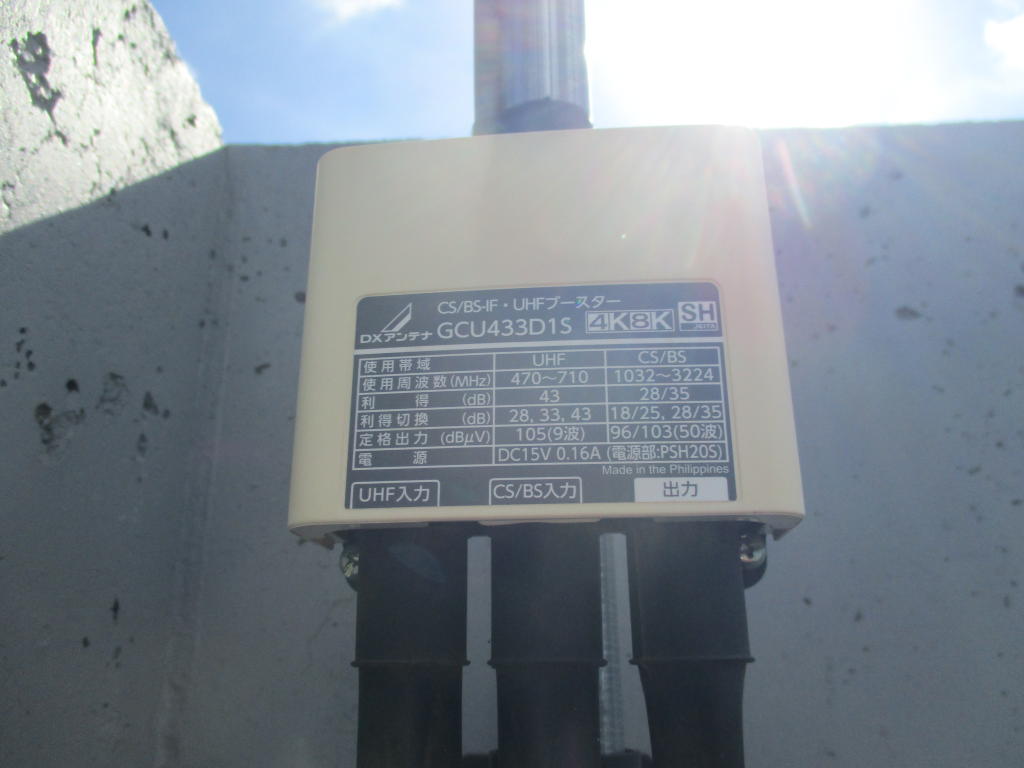 CS/BS-IF・UHFブースター
DXアンテナ GCU433D1S 4K8K SH
JEITA
使用帯域 UHF CS/BS
使用周波数(MHz) 470～710 1032～3224
利得 (dB) 43 28/35
利得切換 (dB) 28, 33, 43 18/25, 28/35
定格出力 (dBμV) 105(9波) 96/103(50波)
電源 DC15V 0.16A (電源部:PSH20S)
Made in the Philippines
UHF入力 CS/BS入力 出力